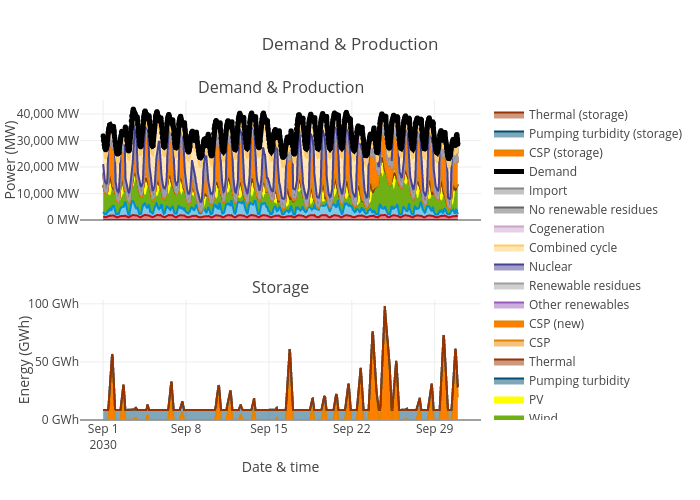 Demand & Production
Demand & Production
40,000 MW
30,000 MW
20,000 MW
10,000 MW
0 MW
Power (MW)
Storage
100 GWh
50 GWh
0 GWh
Energy (GWh)
Sep 1
2030
Sep 8
Sep 15
Sep 22
Sep 29
Date & time
Thermal (storage)
Pumping turbidity (storage)
CSP (storage)
Demand
Import
No renewable residues
Cogeneration
Combined cycle
Nuclear
Renewable residues
Other renewables
CSP (new)
CSP
Thermal
Pumping turbidity
PV
Wind